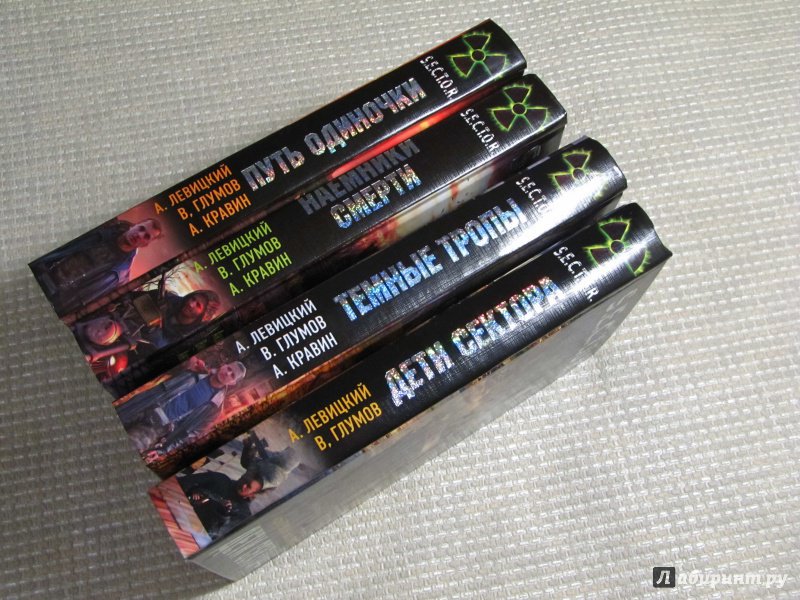 А. ЛЕВИЦКИЙ
В. ГЛУМОВ
А. КРАВИН
ПУТЬ ОДИНОЧКИ
S.E.C.T.O.R.
А. ЛЕВИЦКИЙ
В. ГЛУМОВ
А. КРАВИН
НАЕМНИКИ
СМЕРТИ
S.E.C.T.O.R.
А. ЛЕВИЦКИЙ
В. ГЛУМОВ
А. КРАВИН
ТЕМНЫЕ ТРОПЫ
S.E.C.T.O.R.
А. ЛЕВИЦКИЙ
В. ГЛУМОВ
ДЕТИ СЕКТОРА
S.E.C.T.O.R.
Лабиринт.ру